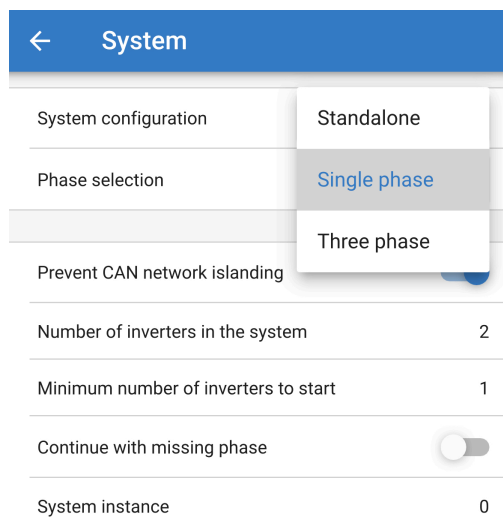 System
System configuration
Standalone
Phase selection
Single phase
Three phase
Prevent CAN network islanding
Number of inverters in the system 2
Minimum number of inverters to start 1
Continue with missing phase
System instance 0